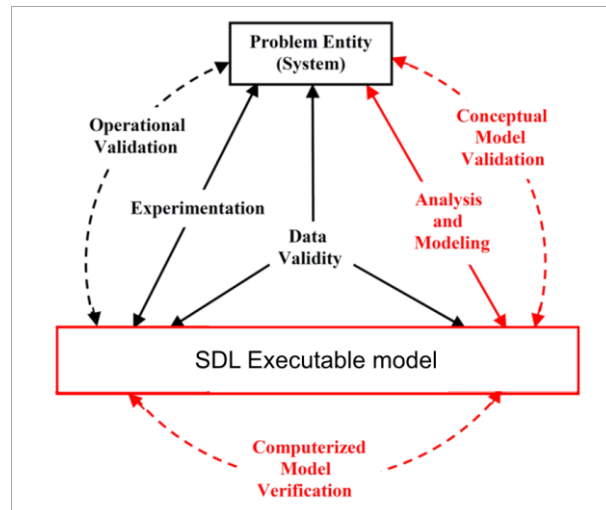 Problem Entity
(System)
Operational
Validation
Conceptual
Model
Validation
Experimentation
Analysis
and
Modeling
Data
Validity
SDL Executable model
Computerized
Model
Verification